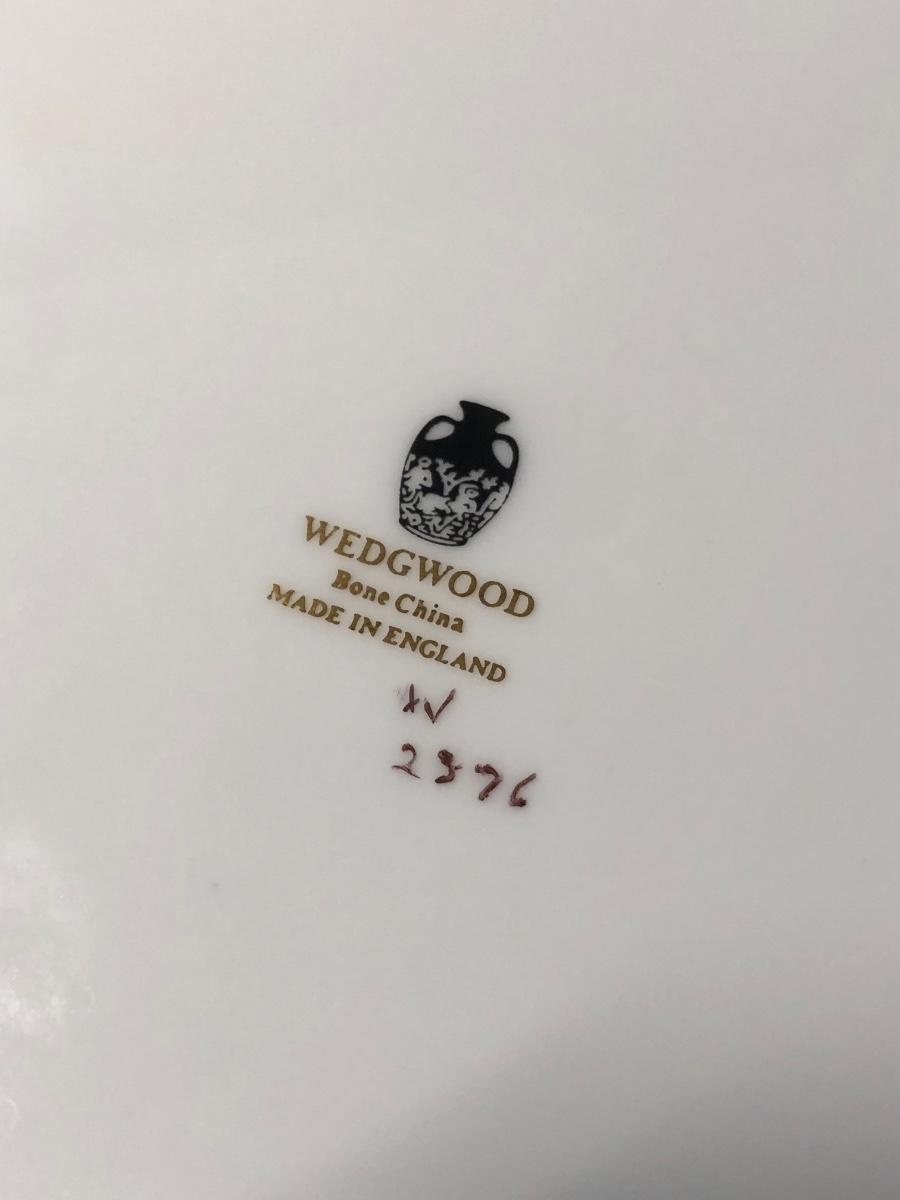 WEDGWOOD
Bone China
MADE IN ENGLAND
2376